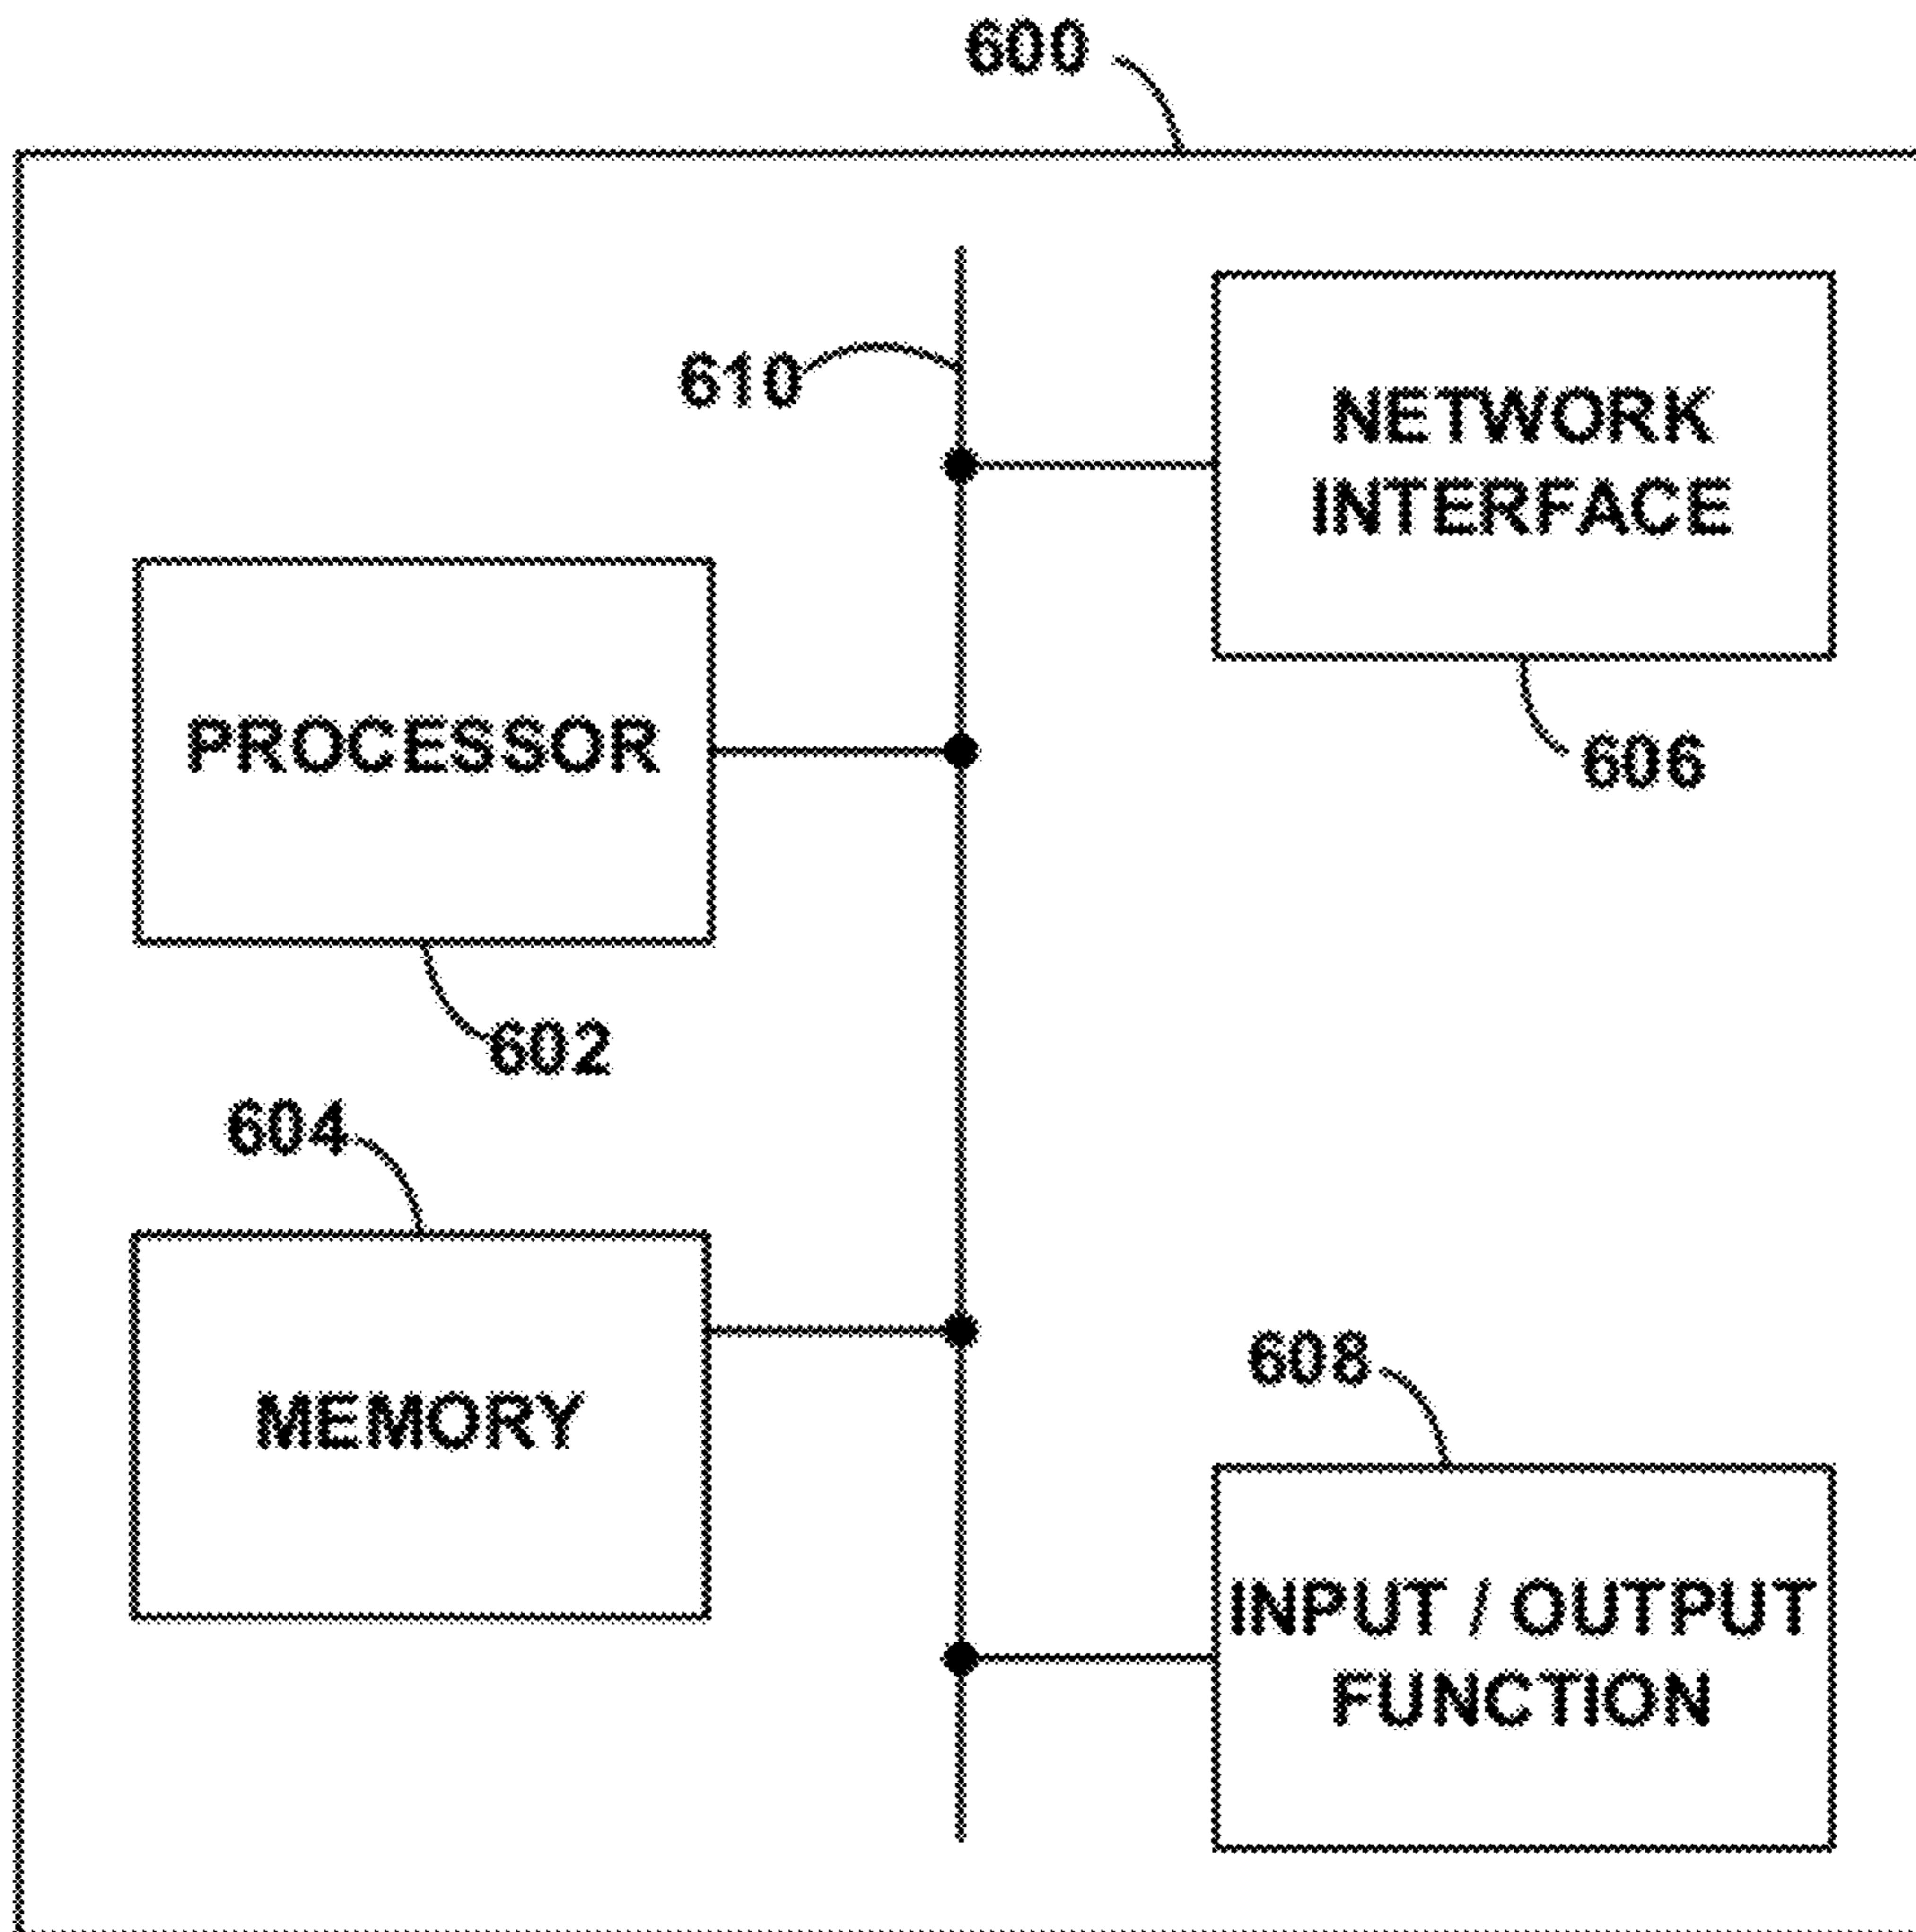 600
610
NETWORK
INTERFACE
606
PROCESSOR
602
604
MEMORY
608
INPUT / OUTPUT
FUNCTION